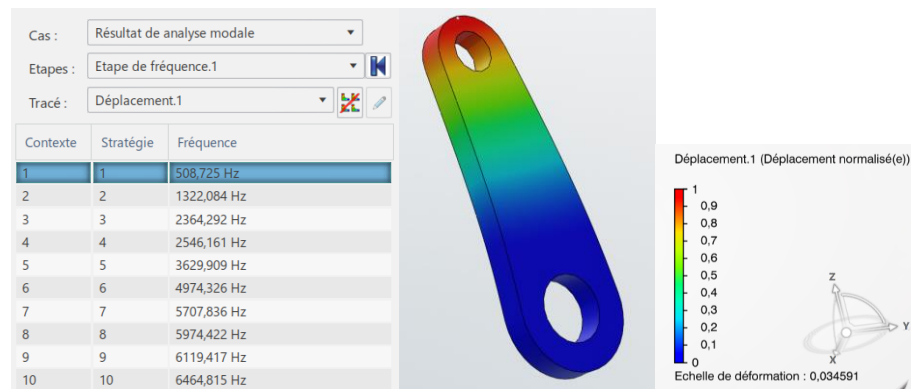 Cas : Résultat de analyse modale
Etapes : Etape de fréquence.1
Tracé : Déplacement.1
Contexte Stratégie Fréquence
1 1 508,725 Hz
2 2 1322,084 Hz
3 3 2364,292 Hz
4 4 2546,161 Hz
5 5 3629,909 Hz
6 6 4974,326 Hz
7 7 5707,836 Hz
8 8 5974,422 Hz
9 9 6119,417 Hz
10 10 6464,815 Hz
Déplacement.1 (Déplacement normalisé(e))
1
0,9
0,8
0,7
0,6
0,5
0,4
0,3
0,2
0,1
0
Z
Y
X
Echelle de déformation : 0,034591